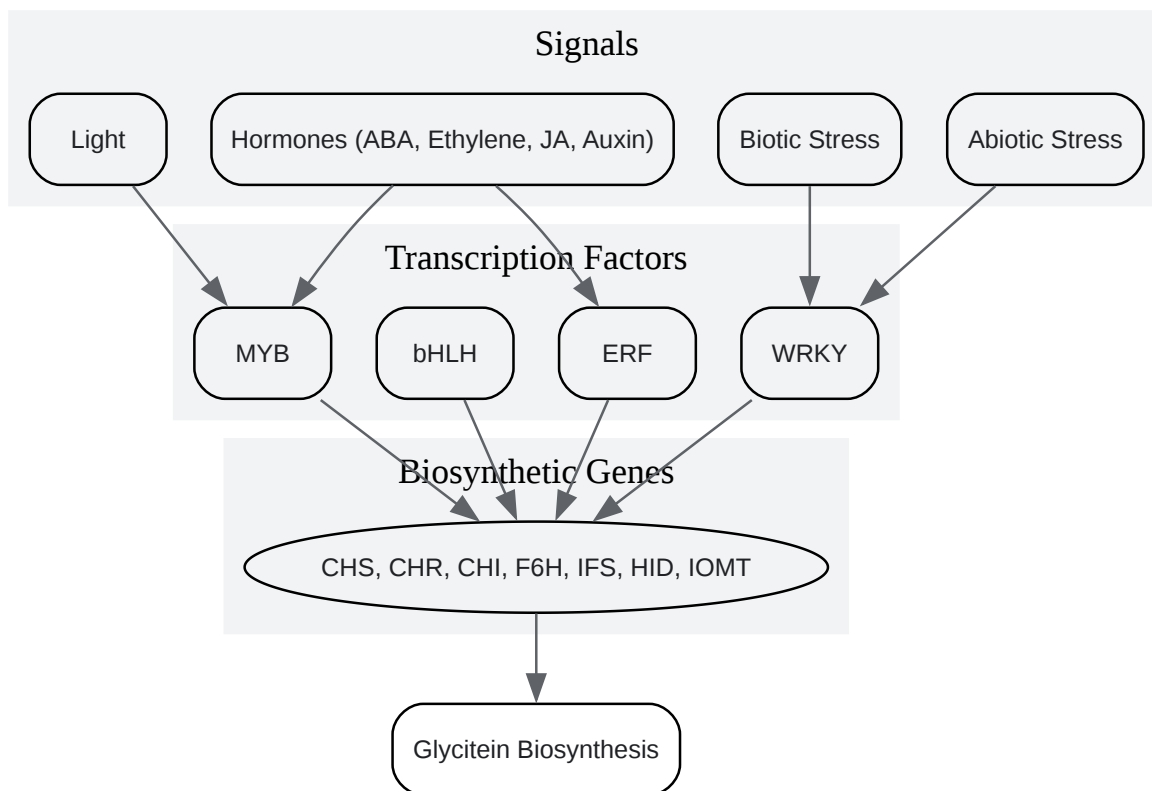 Signals
Light
Hormones (ABA, Ethylene, JA, Auxin)
Biotic Stress
Abiotic Stress
Transcription Factors
MYB
bHLH
ERF
WRKY
Biosynthetic Genes
CHS, CHR, CHI, F6H, IFS, HID, IOMT
Glycitein Biosynthesis